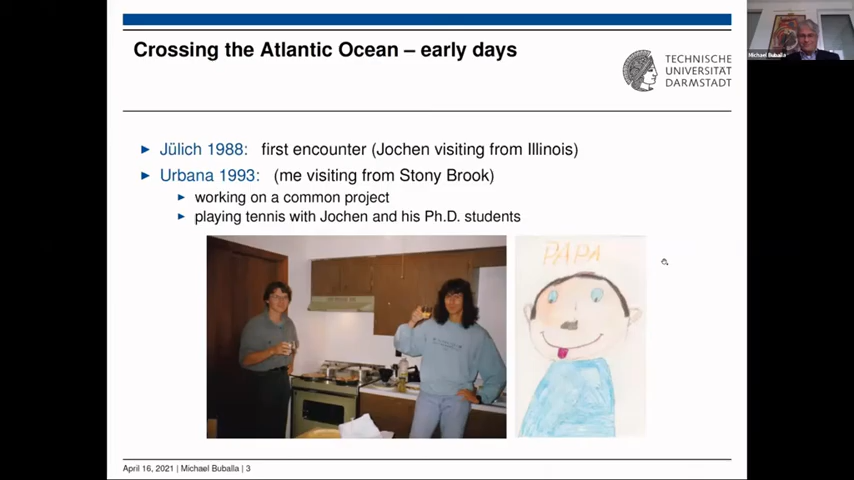 Crossing the Atlantic Ocean – early days
TECHNISCHE
UNIVERSITÄT
DARMSTADT
Michael Buballa
► Jülich 1988: first encounter (Jochen visiting from Illinois)
► Urbana 1993: (me visiting from Stony Brook)
► working on a common project
► playing tennis with Jochen and his Ph.D. students
PAPA
April 16, 2021 | Michael Buballa | 3